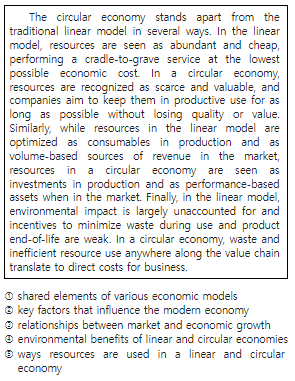 The circular economy stands apart from the
traditional linear model in several ways. In the linear
model, resources are seen as abundant and cheap,
performing a cradle-to-grave service at the lowest
possible economic cost. In a circular economy,
resources are recognized as scarce and valuable, and
companies aim to keep them in productive use for as
long as possible without losing quality or value.
Similarly, while resources in the linear model are
optimized as consumables in production and as
volume-based sources of revenue in the market,
resources in a circular economy are seen as
investments in production and as performance-based
assets when in the market. Finally, in the linear model,
environmental impact is largely unaccounted for and
incentives to minimize waste during use and product
end-of-life are weak. In a circular economy, waste and
inefficient resource use anywhere along the value chain
translate to direct costs for business.
① shared elements of various economic models
② key factors that influence the modern economy
③ relationships between market and economic growth
④ environmental benefits of linear and circular economies
⑤ ways resources are used in a linear and circular
economy